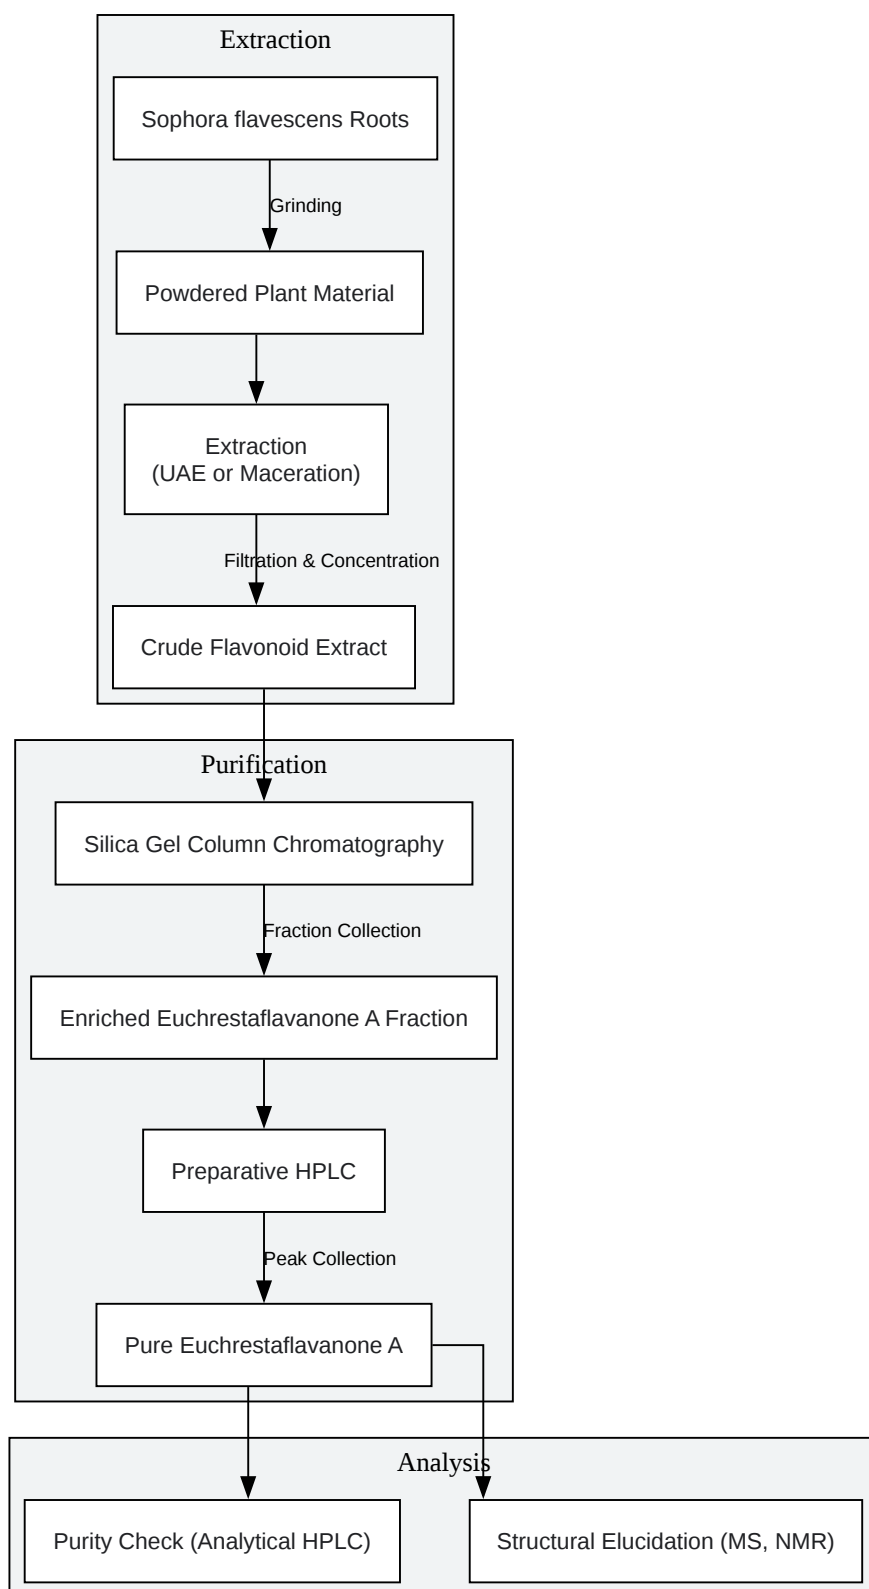 Extraction
Sophora flavescens Roots
Grinding
Powdered Plant Material
Extraction
(UAE or Maceration)
Filtration & Concentration
Crude Flavonoid Extract
Purification
Silica Gel Column Chromatography
Fraction Collection
Enriched Euchrestaflavanone A Fraction
Preparative HPLC
Peak Collection
Pure Euchrestaflavanone A
Analysis
Purity Check (Analytical HPLC)
Structural Elucidation (MS, NMR)